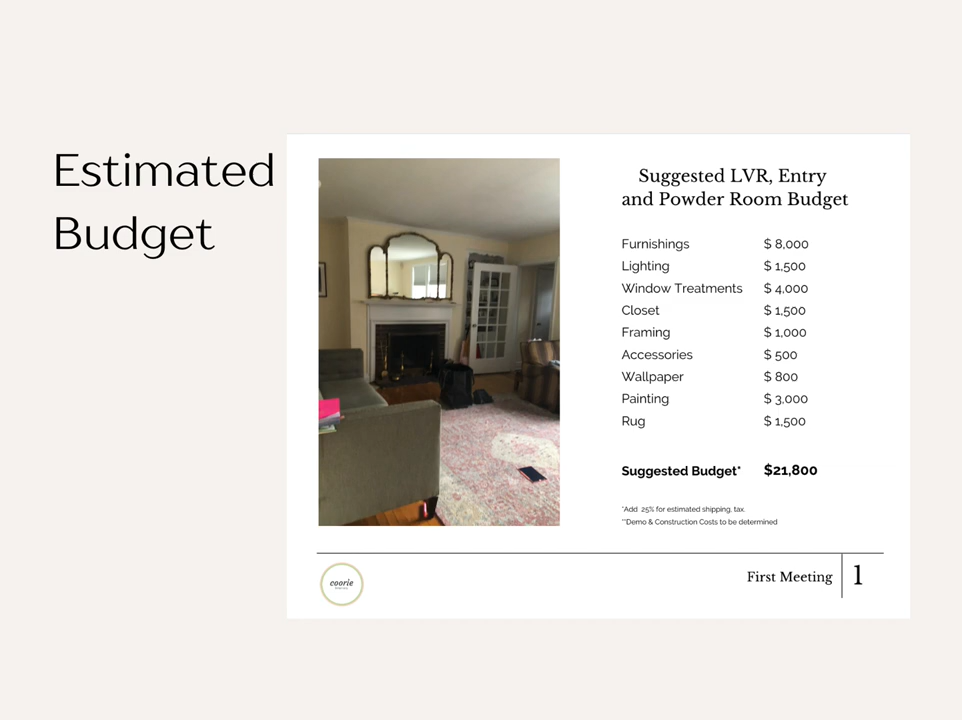 Estimated
Budget
Suggested LVR, Entry
and Powder Room Budget
Furnishings $ 8,000
Lighting $ 1,500
Window Treatments $ 4,000
Closet $ 1,500
Framing $ 1,000
Accessories $ 500
Wallpaper $ 800
Painting $ 3,000
Rug $ 1,500
Suggested Budget* $21,800
*Add 25% for estimated shipping, tax.
**Demo & Construction Costs to be determined
coorie
First Meeting 1